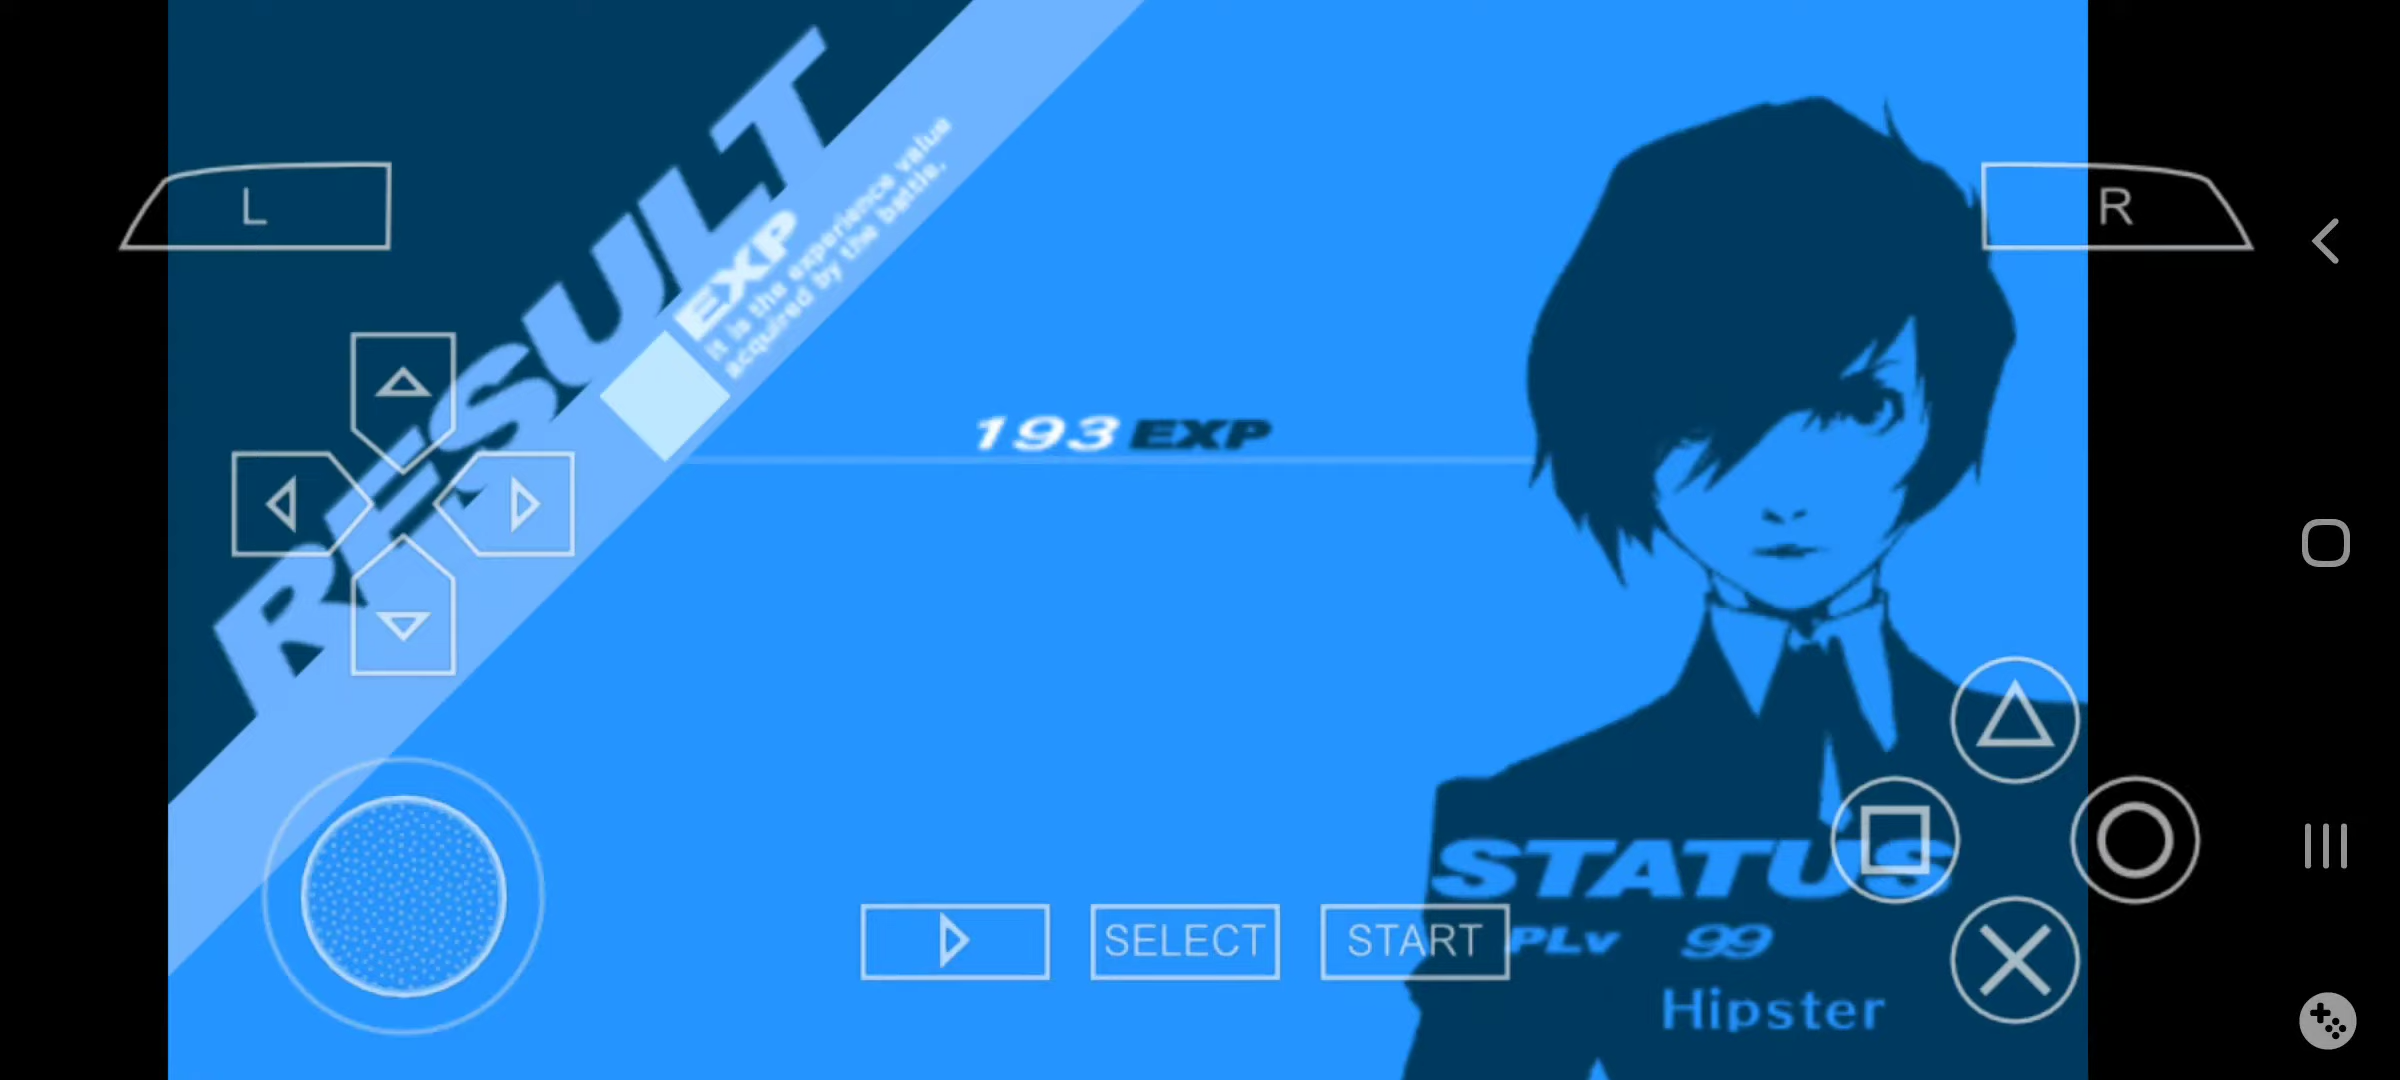 RESULT
EXP
it is the experience value
acquired by the battle.
L
R
193 EXP
STATUS
PLv 99
Hipster
SELECT
START